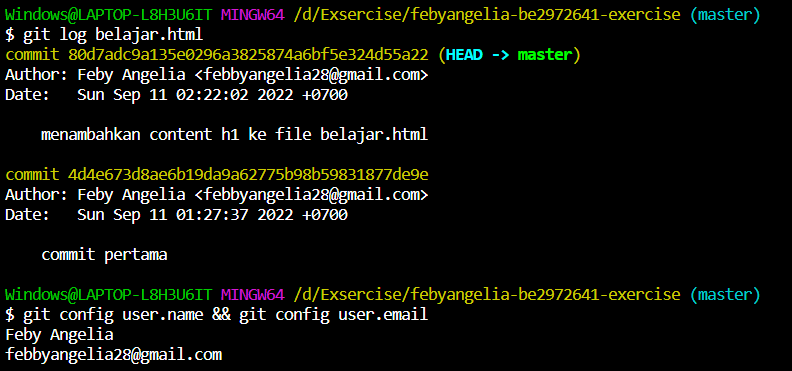 Windows@LAPTOP-L8H3U6IT MINGW64 /d/Exsercise/febyangelia-be2972641-exercise (master)
$ git log belajar.html
commit 80d7adc9a135e0296a3825874a6bf5e324d55a22 (HEAD -> master)
Author: Feby Angelia <febbyangelia28@gmail.com>
Date:   Sun Sep 11 02:22:02 2022 +0700
    menambahkan content h1 ke file belajar.html
commit 4d4e673d8ae6b19da9a62775b98b59831877de9e
Author: Feby Angelia <febbyangelia28@gmail.com>
Date:   Sun Sep 11 01:27:37 2022 +0700
    commit pertama
Windows@LAPTOP-L8H3U6IT MINGW64 /d/Exsercise/febyangelia-be2972641-exercise (master)
$ git config user.name && git config user.email
Feby Angelia
febbyangelia28@gmail.com